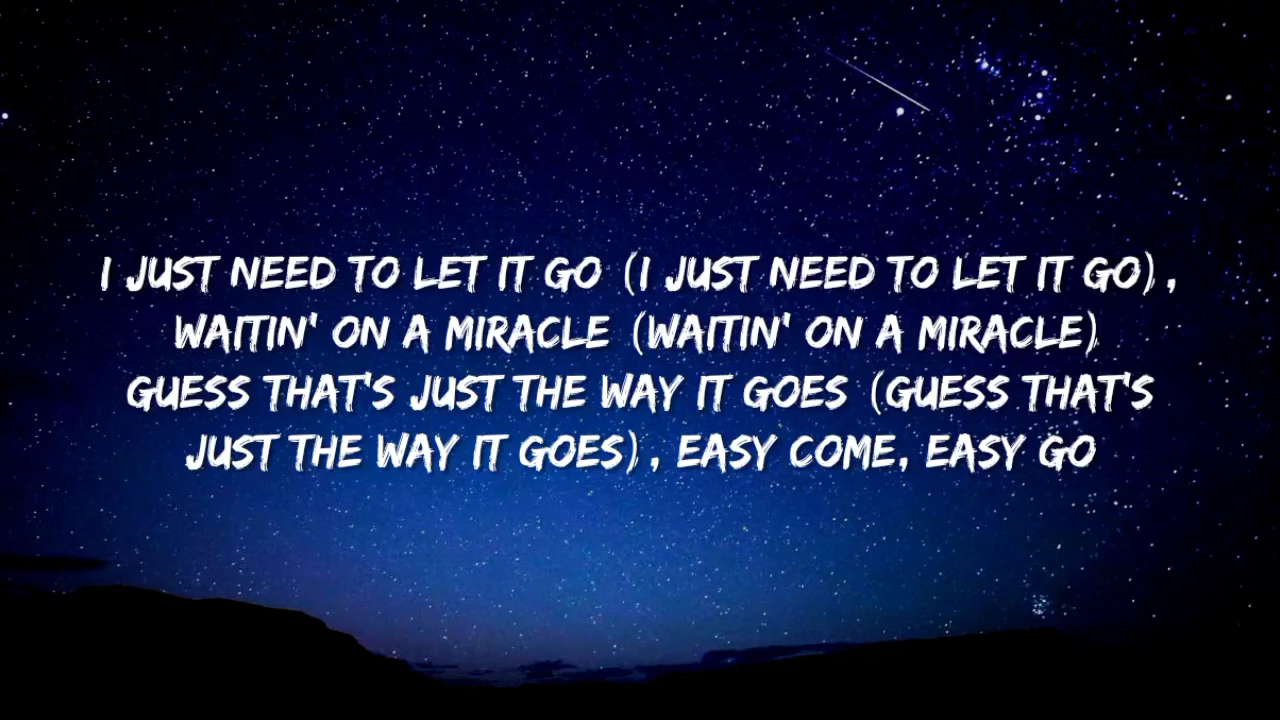 I JUST NEED TO LET IT GO (I JUST NEED TO LET IT GO),
WAITIN' ON A MIRACLE (WAITIN' ON A MIRACLE)
GUESS THAT'S JUST THE WAY IT GOES (GUESS THAT'S
JUST THE WAY IT GOES), EASY COME, EASY GO